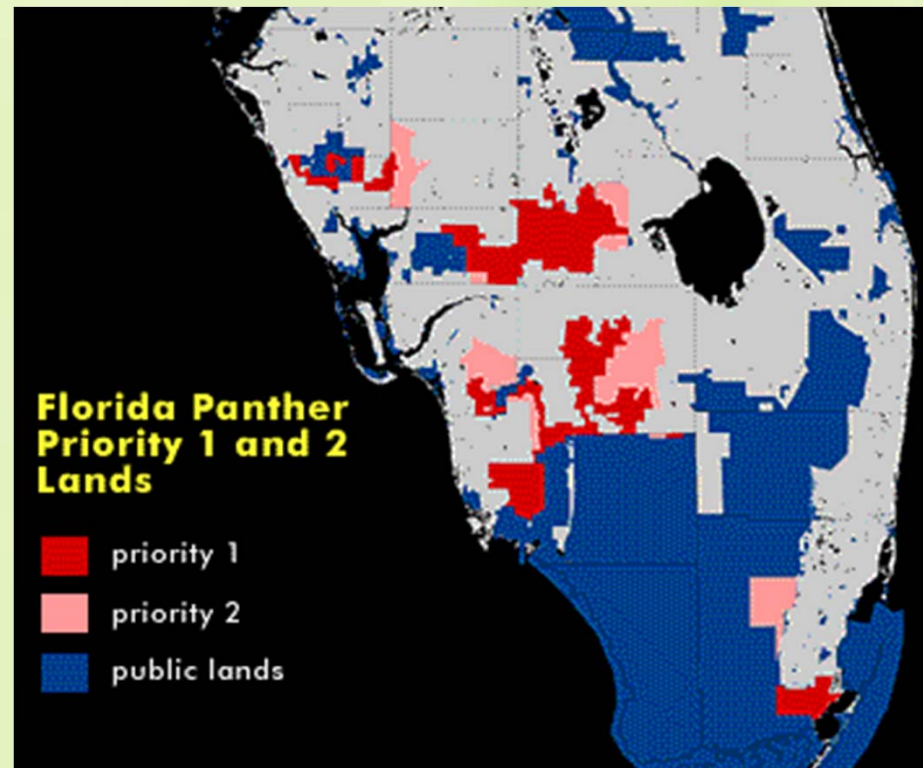 Florida Panther
Priority 1 and 2
Lands
priority 1
priority 2
public lands